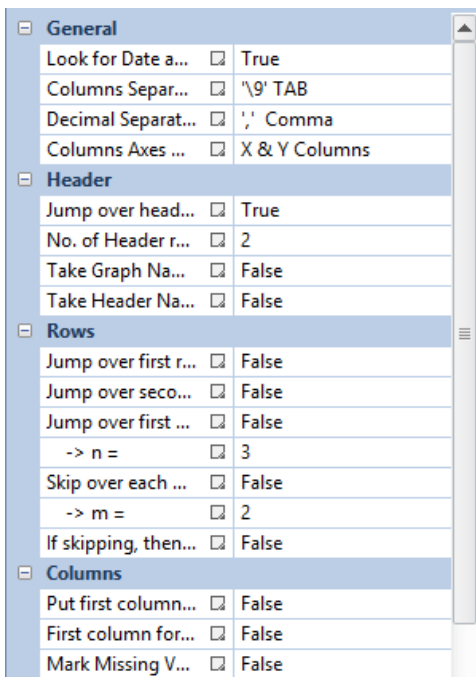 General
Look for Date a... True
Columns Separ... '\9' TAB
Decimal Separat... ',' Comma
Columns Axes ... X & Y Columns
Header
Jump over head... True
No. of Header r... 2
Take Graph Na... False
Take Header Na... False
Rows
Jump over first r... False
Jump over seco... False
Jump over first ... False
-> n = 3
Skip over each ... False
-> m = 2
If skipping, then... False
Columns
Put first column... False
First column for... False
Mark Missing V... False